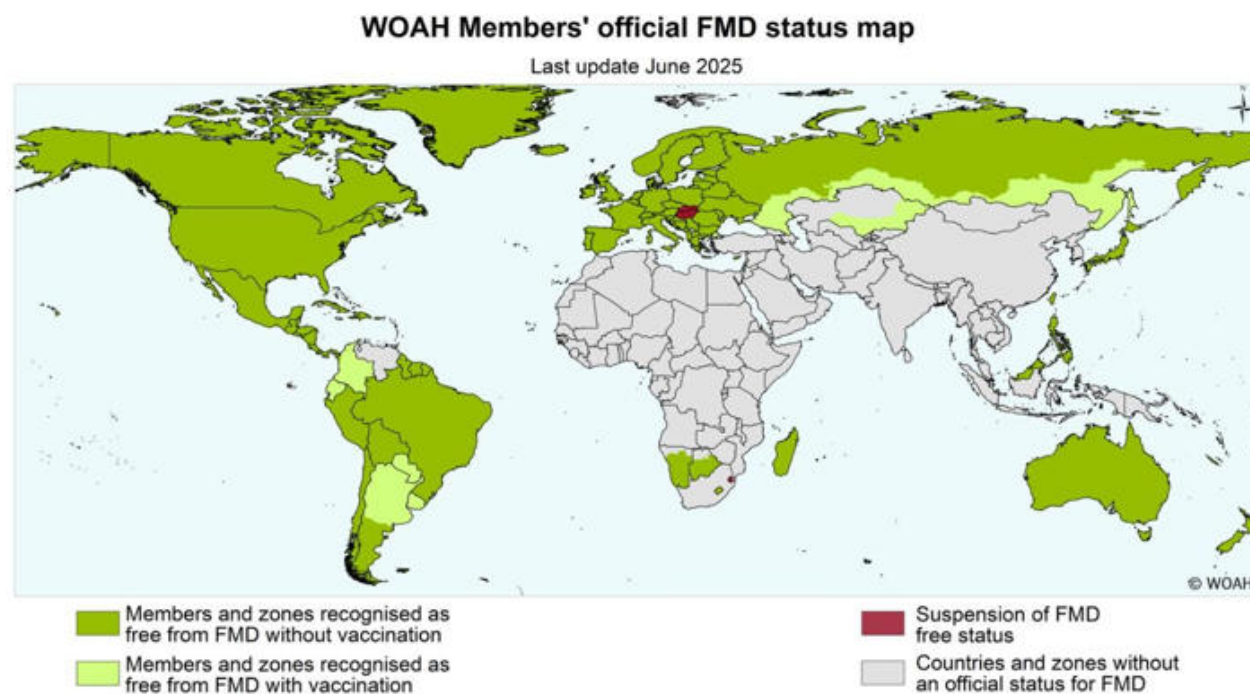 WOAH Members' official FMD status map
Last update June 2025
© WOAH
Members and zones recognised as
free from FMD without vaccination
Members and zones recognised as
free from FMD with vaccination
Suspension of FMD
free status
Countries and zones without
an official status for FMD